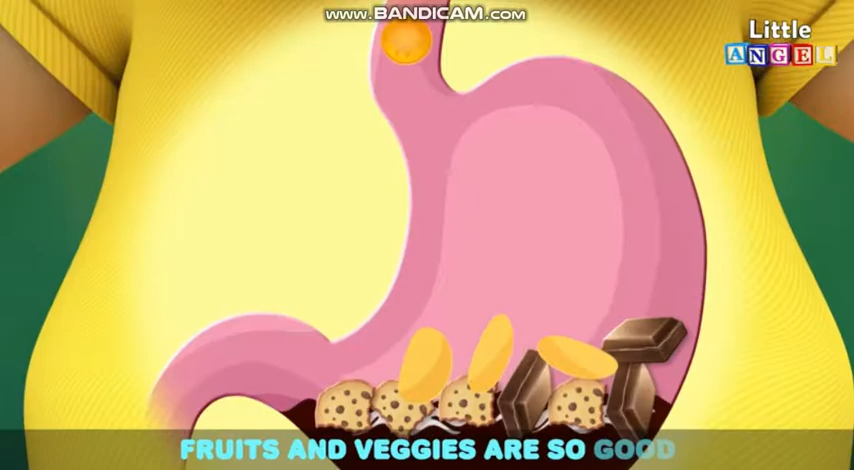 www.BANDICAM.com
Little
ANGEL
FRUITS AND VEGGIES ARE SO GOOD